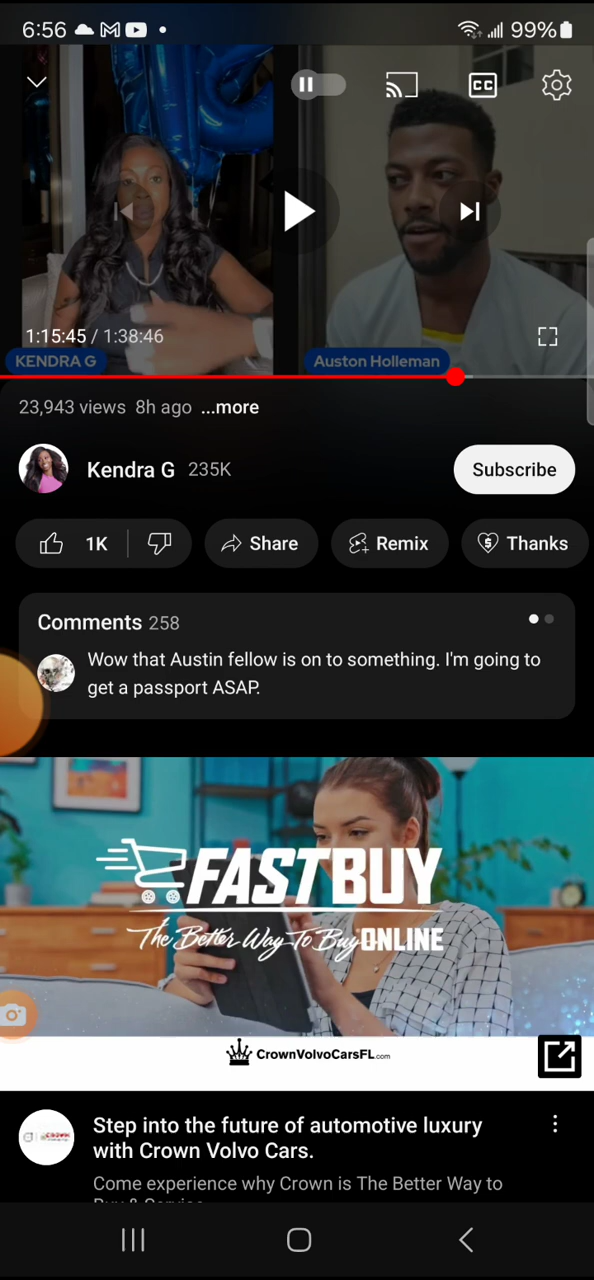 6:56
99%
CC
1:15:45 / 1:38:46
KENDRA G
Auston Holleman
23,943 views 8h ago ...more
Kendra G 235K
Subscribe
1K
Share
Remix
Thanks
Comments 258
Wow that Austin fellow is on to something. I'm going to
get a passport ASAP.
FASTBUY
The Better Way To Buy ONLINE
CrownVolvoCarsFL.com
Step into the future of automotive luxury
with Crown Volvo Cars.
Come experience why Crown is The Better Way to
Buy & Service